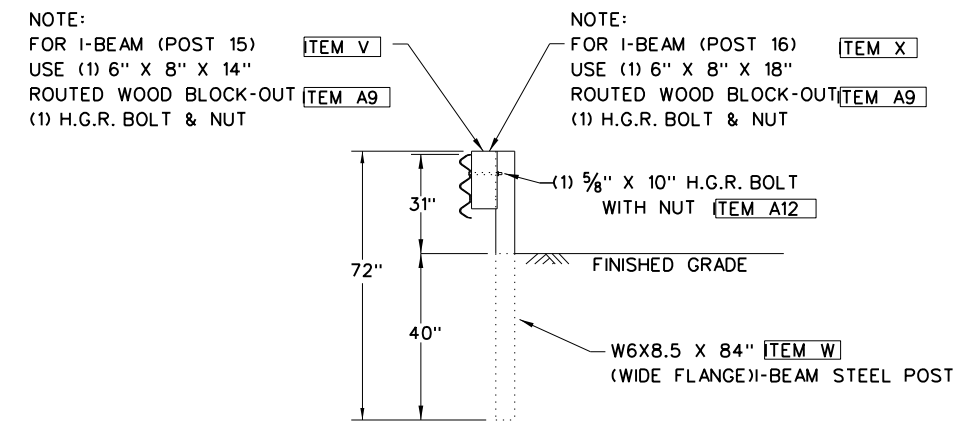 NOTE:
FOR I-BEAM (POST 15) ITEM V
USE (1) 6" X 8" X 14"
ROUTED WOOD BLOCK-OUT ITEM A9
(1) H.G.R. BOLT & NUT
NOTE:
FOR I-BEAM (POST 16) ITEM X
USE (1) 6" X 8" X 18"
ROUTED WOOD BLOCK-OUT ITEM A9
(1) H.G.R. BOLT & NUT
(1) 5/8" X 10" H.G.R. BOLT
WITH NUT ITEM A12
31"
FINISHED GRADE
72"
40"
W6X8.5 X 84" ITEM W
(WIDE FLANGE)I-BEAM STEEL POST